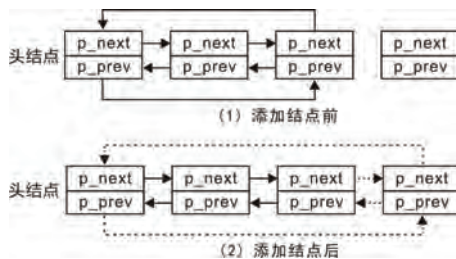 p_next p_next p_next p_next
头结点
p_prev p_prev p_prev p_prev
(1) 添加结点前
p_next p_next p_next p_next
头结点
p_prev p_prev p_prev p_prev
(2) 添加结点后